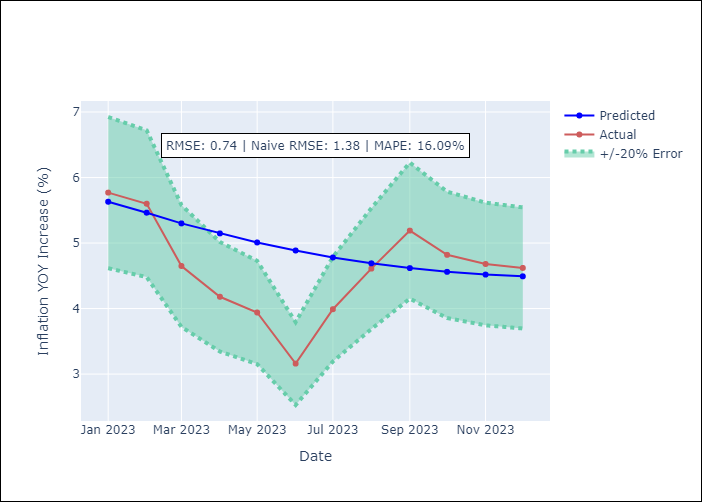 RMSE: 0.74 | Naive RMSE: 1.38 | MAPE: 16.09%
Predicted
Actual
+/-20% Error
Inflation YOY Increase (%)
7
6
5
4
3
Jan 2023
Mar 2023
May 2023
Jul 2023
Sep 2023
Nov 2023
Date